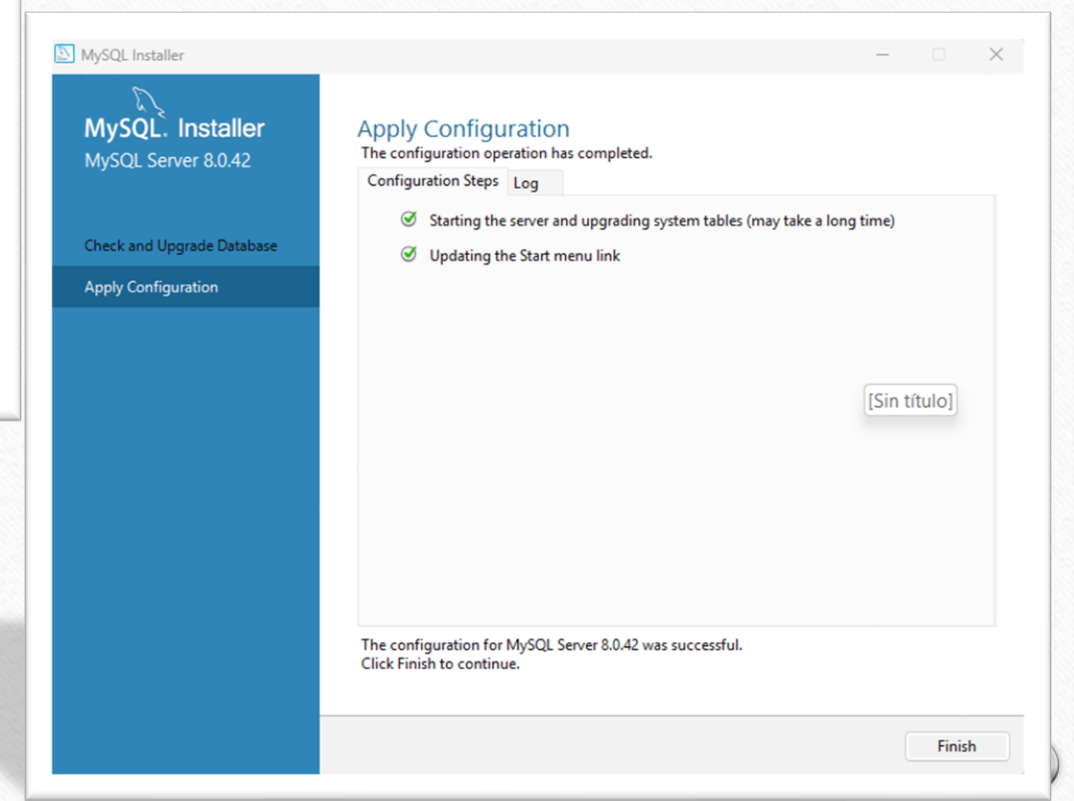 MySQL Installer
MySQL. Installer
MySQL Server 8.0.42
Check and Upgrade Database
Apply Configuration
Apply Configuration
The configuration operation has completed.
Configuration Steps Log
Starting the server and upgrading system tables (may take a long time)
Updating the Start menu link
[Sin título]
The configuration for MySQL Server 8.0.42 was successful.
Click Finish to continue.
Finish